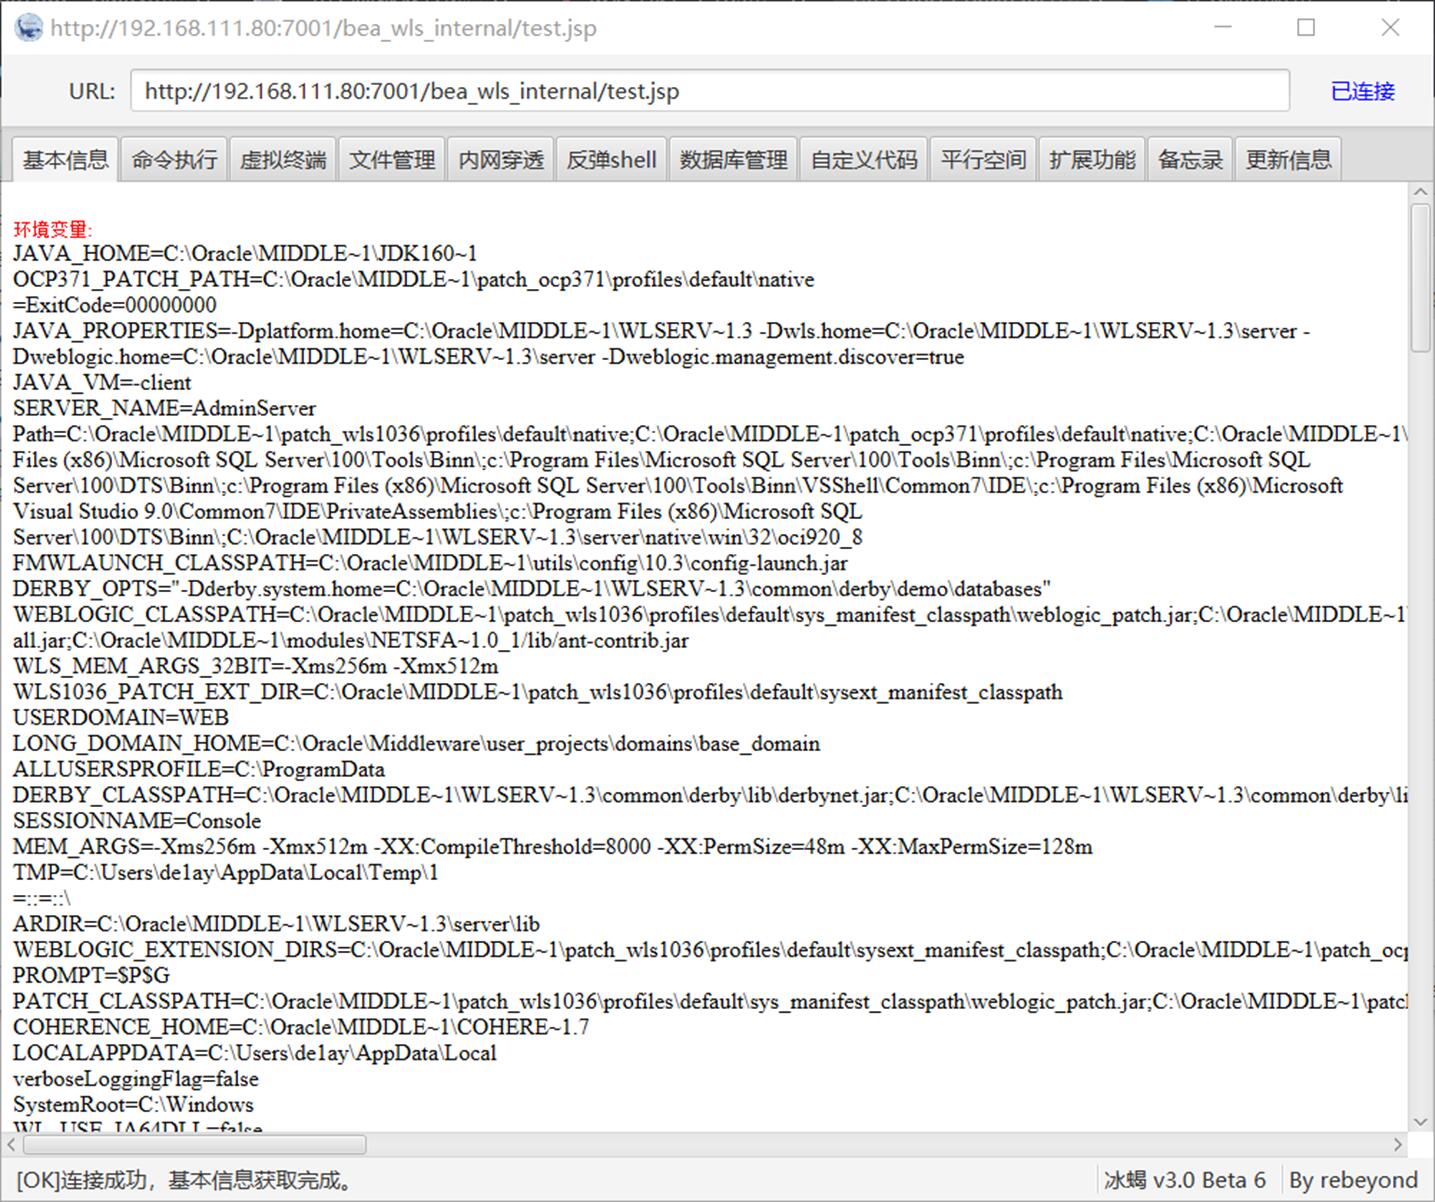 http://192.168.111.80:7001/bea_wls_internal/test.jsp
URL: http://192.168.111.80:7001/bea_wls_internal/test.jsp 已连接
基本信息 命令执行 虚拟终端 文件管理 内网穿透 反弹shell 数据库管理 自定义代码 平行空间 扩展功能 备忘录 更新信息
环境变量:
JAVA_HOME=C:\Oracle\MIDDLE~1\JDK160~1
OCP371_PATCH_PATH=C:\Oracle\MIDDLE~1\patch_ocp371\profiles\default\native
=ExitCode=00000000
JAVA_PROPERTIES=-Dplatform.home=C:\Oracle\MIDDLE~1\WLSERV~1.3 -Dwls.home=C:\Oracle\MIDDLE~1\WLSERV~1.3\server -
Dweblogic.home=C:\Oracle\MIDDLE~1\WLSERV~1.3\server -Dweblogic.management.discover=true
JAVA_VM=-client
SERVER_NAME=AdminServer
Path=C:\Oracle\MIDDLE~1\patch_wls1036\profiles\default\native;C:\Oracle\MIDDLE~1\patch_ocp371\profiles\default\native;C:\Oracle\MIDDLE~1\
Files (x86)\Microsoft SQL Server\100\Tools\Binn\;c:\Program Files\Microsoft SQL Server\100\Tools\Binn\;c:\Program Files\Microsoft SQL
Server\100\DTS\Binn\;c:\Program Files (x86)\Microsoft SQL Server\100\Tools\Binn\VSShell\Common7\IDE\;c:\Program Files (x86)\Microsoft
Visual Studio 9.0\Common7\IDE\PrivateAssemblies\;c:\Program Files (x86)\Microsoft SQL
Server\100\DTS\Binn\;C:\Oracle\MIDDLE~1\WLSERV~1.3\server\native\win\32\oci920_8
FMWLAUNCH_CLASSPATH=C:\Oracle\MIDDLE~1\utils\config\10.3\config-launch.jar
DERBY_OPTS="-Dderby.system.home=C:\Oracle\MIDDLE~1\WLSERV~1.3\common\derby\demo\databases"
WEBLOGIC_CLASSPATH=C:\Oracle\MIDDLE~1\patch_wls1036\profiles\default\sys_manifest_classpath\weblogic_patch.jar;C:\Oracle\MIDDLE~1
all.jar;C:\Oracle\MIDDLE~1\modules\NETSFA~1.0_1/lib/ant-contrib.jar
WLS_MEM_ARGS_32BIT=-Xms256m -Xmx512m
WLS1036_PATCH_EXT_DIR=C:\Oracle\MIDDLE~1\patch_wls1036\profiles\default\sysext_manifest_classpath
USERDOMAIN=WEB
LONG_DOMAIN_HOME=C:\Oracle\Middleware\user_projects\domains\base_domain
ALLUSERSPROFILE=C:\ProgramData
DERBY_CLASSPATH=C:\Oracle\MIDDLE~1\WLSERV~1.3\common\derby\lib\derbynet.jar;C:\Oracle\MIDDLE~1\WLSERV~1.3\common\derby\li
SESSIONNAME=Console
MEM_ARGS=-Xms256m -Xmx512m -XX:CompileThreshold=8000 -XX:PermSize=48m -XX:MaxPermSize=128m
TMP=C:\Users\de1ay\AppData\Local\Temp\1
=::=::\
ARDIR=C:\Oracle\MIDDLE~1\WLSERV~1.3\server\lib
WEBLOGIC_EXTENSION_DIRS=C:\Oracle\MIDDLE~1\patch_wls1036\profiles\default\sysext_manifest_classpath;C:\Oracle\MIDDLE~1\patch_ocp
PROMPT=$P$G
PATCH_CLASSPATH=C:\Oracle\MIDDLE~1\patch_wls1036\profiles\default\sys_manifest_classpath\weblogic_patch.jar;C:\Oracle\MIDDLE~1\patcl
COHERENCE_HOME=C:\Oracle\MIDDLE~1\COHERE~1.7
LOCALAPPDATA=C:\Users\de1ay\AppData\Local
verboseLoggingFlag=false
SystemRoot=C:\Windows
WL_USE_IA64DLL=false
[OK]连接成功，基本信息获取完成。 冰蝎 v3.0 Beta 6 By rebeyond